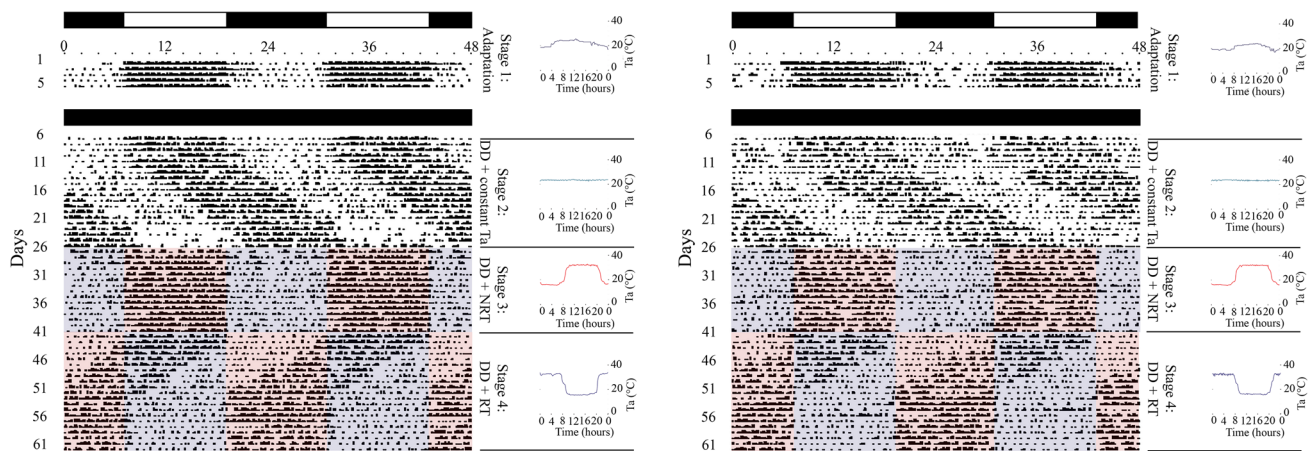 0 12 24 36 48
Days
1
5
6
11
16
21
26
31
36
41
46
51
56
61
Stage 1:
Adaptation
40
20
0
Ta (°C)
0 4 8 121620 0
Time (hours)
Stage 2:
DD + constant Ta
40
20
0
Ta (°C)
0 4 8 121620 0
Time (hours)
Stage 3:
DD + NRT
40
20
0
Ta (°C)
0 4 8 121620 0
Time (hours)
Stage 4:
DD + RT
40
20
0
Ta (°C)
0 4 8 121620 0
Time (hours)
0 12 24 36 48
Days
1
5
6
11
16
21
26
31
36
41
46
51
56
61
Stage 1:
Adaptation
40
20
0
Ta (°C)
0 4 8 121620 0
Time (hours)
Stage 2:
DD + constant Ta
40
20
0
Ta (°C)
0 4 8 121620 0
Time (hours)
Stage 3:
DD + NRT
40
20
0
Ta (°C)
0 4 8 121620 0
Time (hours)
Stage 4:
DD + RT
40
20
0
Ta (°C)
0 4 8 121620 0
Time (hours)